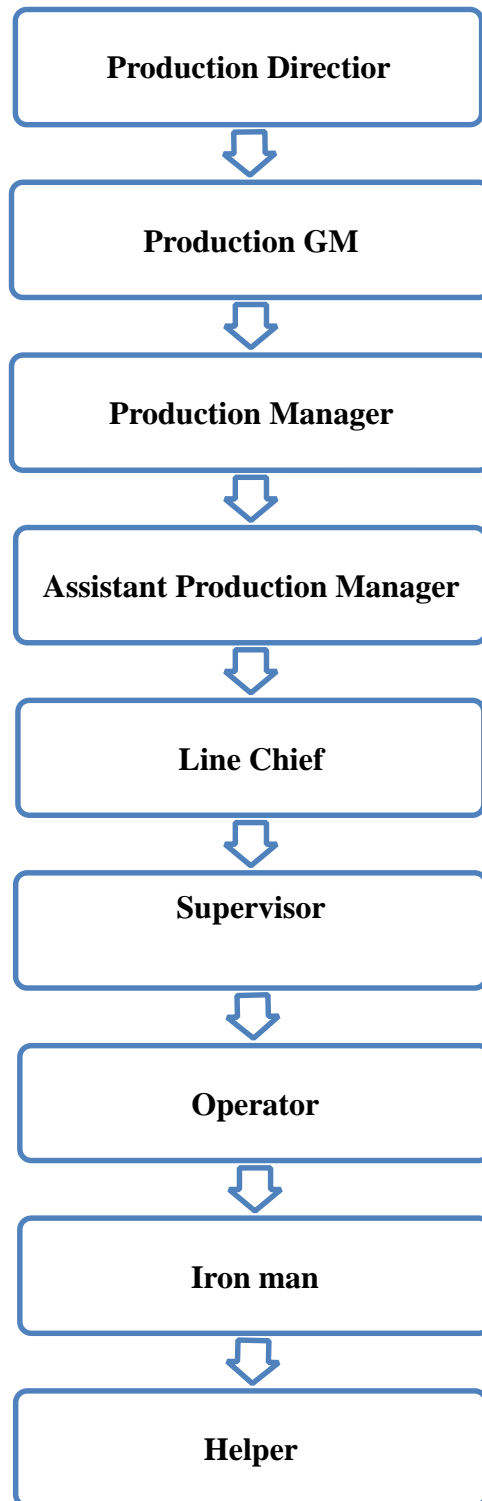 Production Directior
Production GM
Production Manager
Assistant Production Manager
Line Chief
Supervisor
Operator
Iron man
Helper